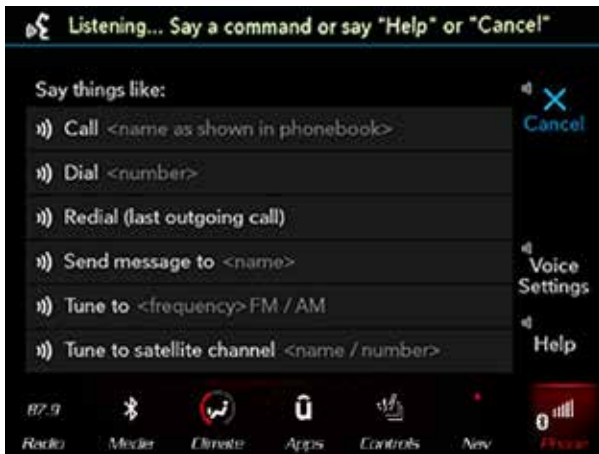 Listening... Say a command or say "Help" or "Cancel"
Say things like:
Call <name as shown in phonebook>
Dial <number>
Redial (last outgoing call)
Send message to <name>
Tune to <frequency> FM / AM
Tune to satellite channel <name / number>
Cancel
Voice
Settings
Help
87.9
Radio Media Climate Apps Controls Nav Phone